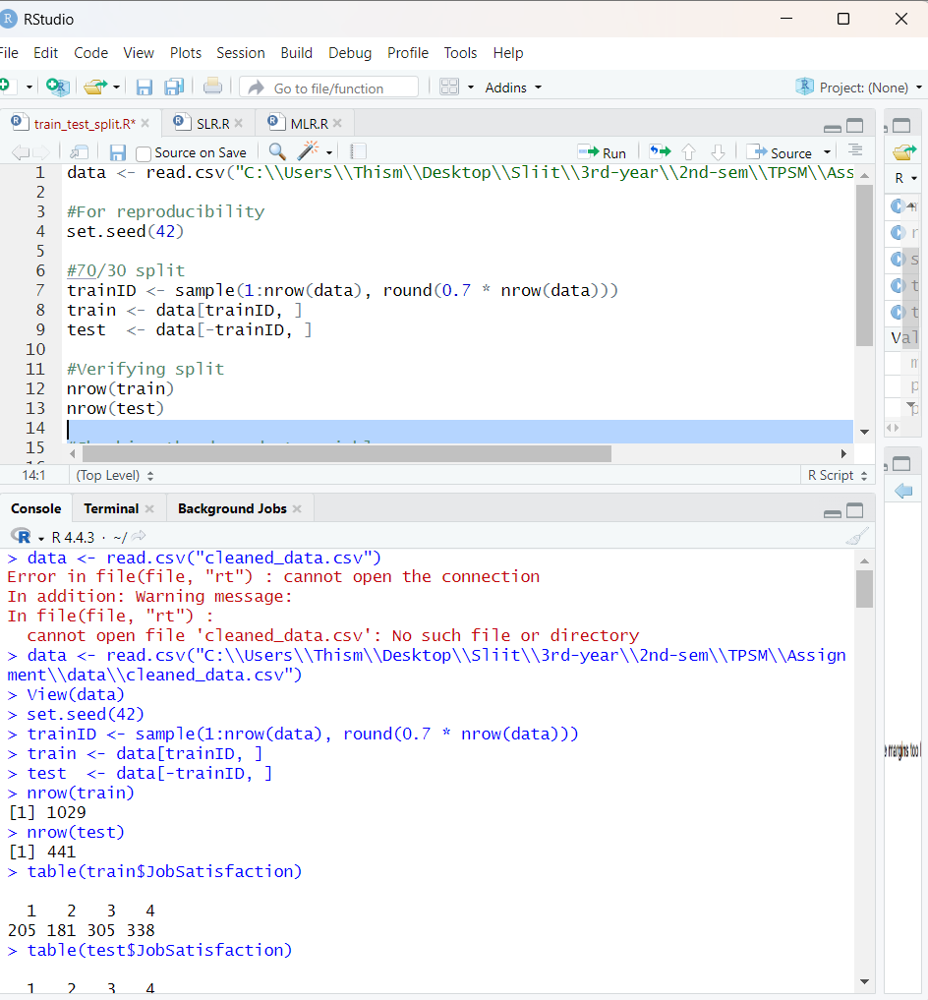 RStudio
File Edit Code View Plots Session Build Debug Profile Tools Help
Go to file/function Addins Project: (None)
train_test_split.R* SLR.R MLR.R
Source on Save Run Source
1 data <- read.csv("C:\\Users\\Thism\\Desktop\\Sliit\\3rd-year\\2nd-sem\\TPSM\\Ass
2
3 #For reproducibility
4 set.seed(42)
5
6 #70/30 split
7 trainID <- sample(1:nrow(data), round(0.7 * nrow(data)))
8 train <- data[trainID, ]
9 test  <- data[-trainID, ]
10
11 #Verifying split
12 nrow(train)
13 nrow(test)
14
15
14:1 (Top Level) R Script
Console Terminal Background Jobs
R 4.4.3 · ~/
> data <- read.csv("cleaned_data.csv")
Error in file(file, "rt") : cannot open the connection
In addition: Warning message:
In file(file, "rt") :
  cannot open file 'cleaned_data.csv': No such file or directory
> data <- read.csv("C:\\Users\\Thism\\Desktop\\Sliit\\3rd-year\\2nd-sem\\TPSM\\Assign
ment\\data\\cleaned_data.csv")
> View(data)
> set.seed(42)
> trainID <- sample(1:nrow(data), round(0.7 * nrow(data)))
> train <- data[trainID, ]
> test  <- data[-trainID, ]
> nrow(train)
[1] 1029
> nrow(test)
[1] 441
> table(train$JobSatisfaction)

  1   2   3   4
205 181 305 338
> table(test$JobSatisfaction)

  1   2   3   4
R
Val
margins too